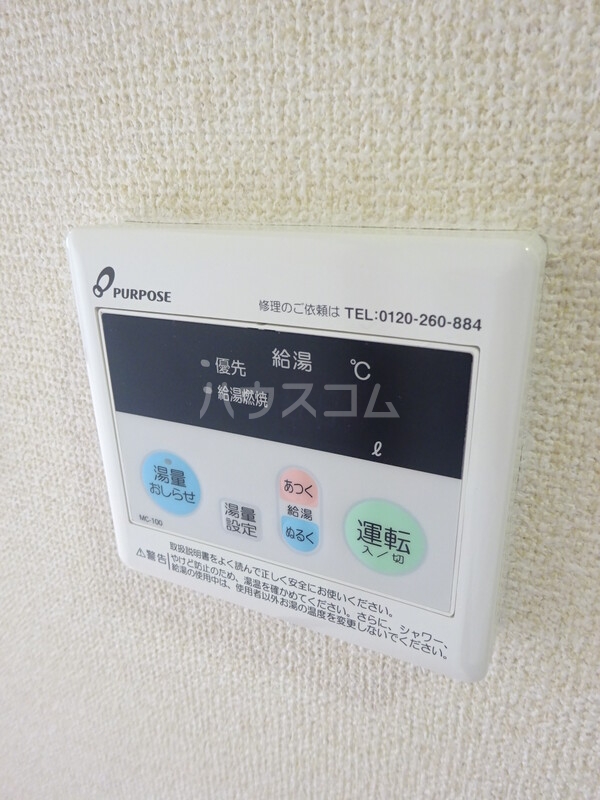 PURPOSE
修理のご依頼は TEL:0120-260-884
優先 給湯 ℃
給湯燃焼
ハウスコム
ℓ
湯量
おしらせ
湯量
設定
あつく
給湯
ぬるく
運転
入/切
MC-100
⚠警告
取扱説明書をよく読んで正しく安全にお使いください。
やけど防止のため、湯温を確かめてください。さらに、シャワー、
給湯の使用中は、使用者以外お湯の温度を変更しないでください。